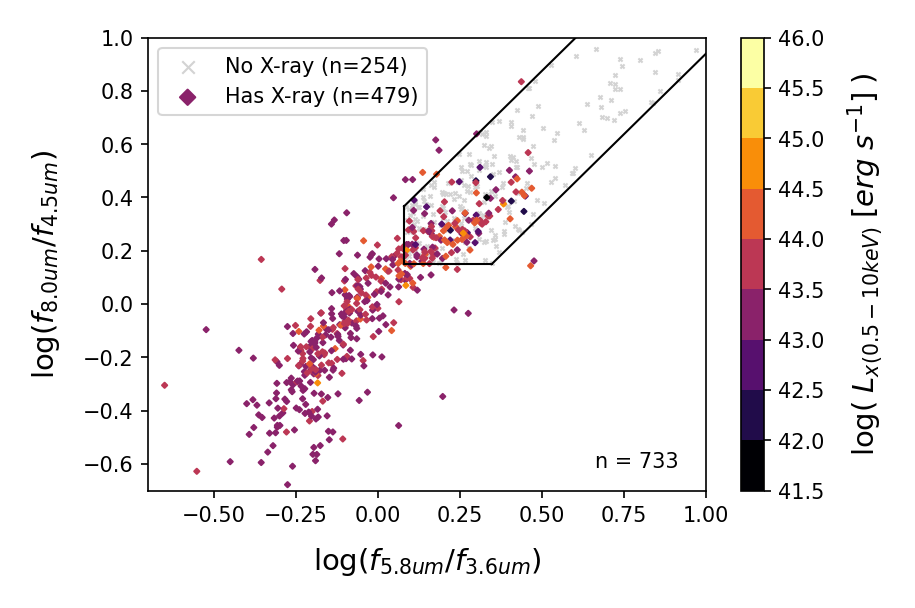 No X-ray (n=254)
Has X-ray (n=479)
1.0
0.8
0.6
0.4
0.2
0.0
−0.2
−0.4
−0.6
log(f8.0um/f4.5um)
n = 733
−0.50 −0.25 0.00 0.25 0.50 0.75 1.00
log(f5.8um/f3.6um)
46.0
45.5
45.0
44.5
44.0
43.5
43.0
42.5
42.0
41.5
log( Lx(0.5 − 10keV) [erg s−1] )